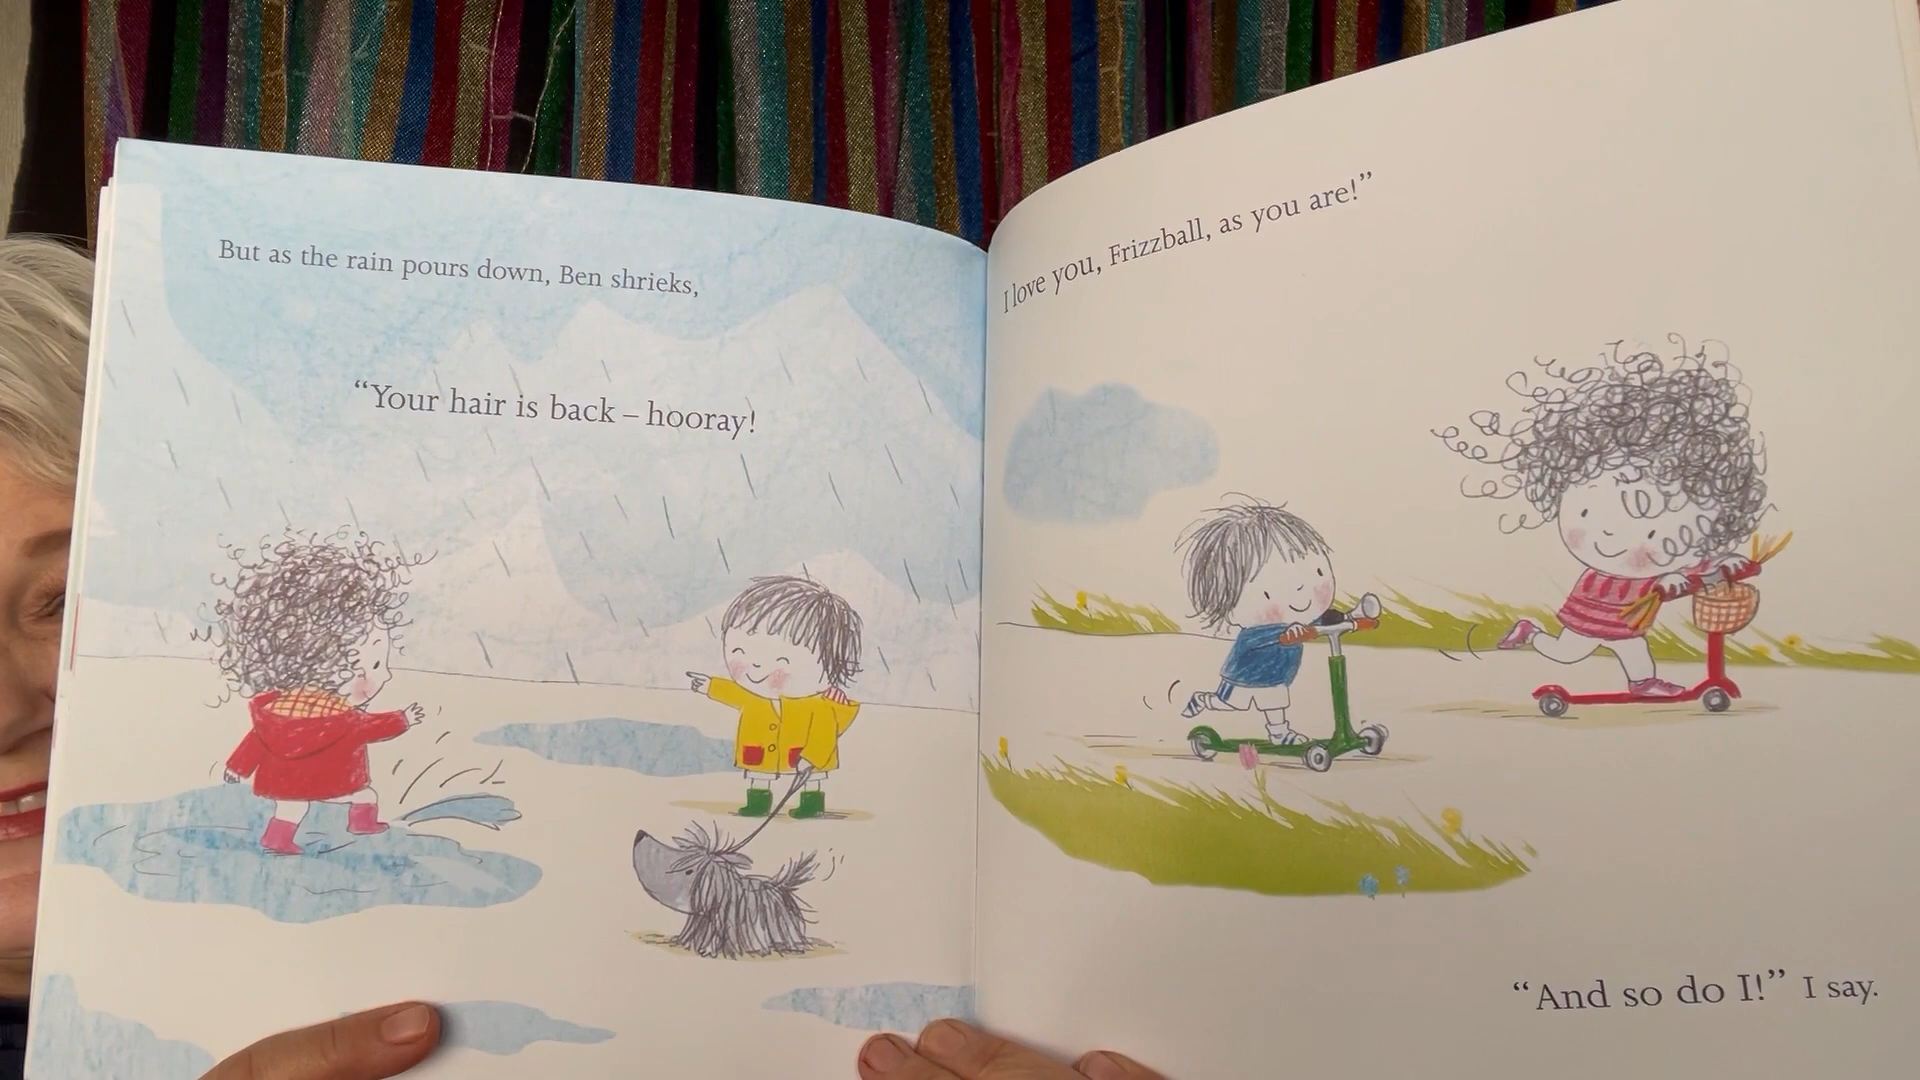 But as the rain pours down, Ben shrieks,
“Your hair is back – hooray!
I love you, Frizzball, as you are!”
“And so do I!” I say.